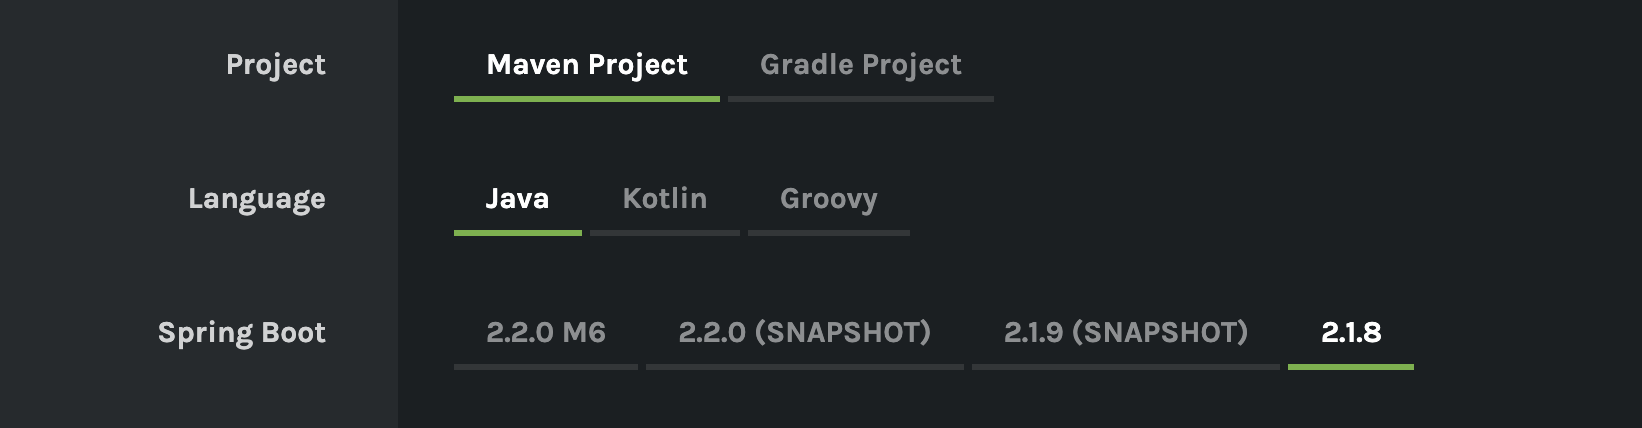 Project Maven Project Gradle Project
Language Java Kotlin Groovy
Spring Boot 2.2.0 M6 2.2.0 (SNAPSHOT) 2.1.9 (SNAPSHOT) 2.1.8